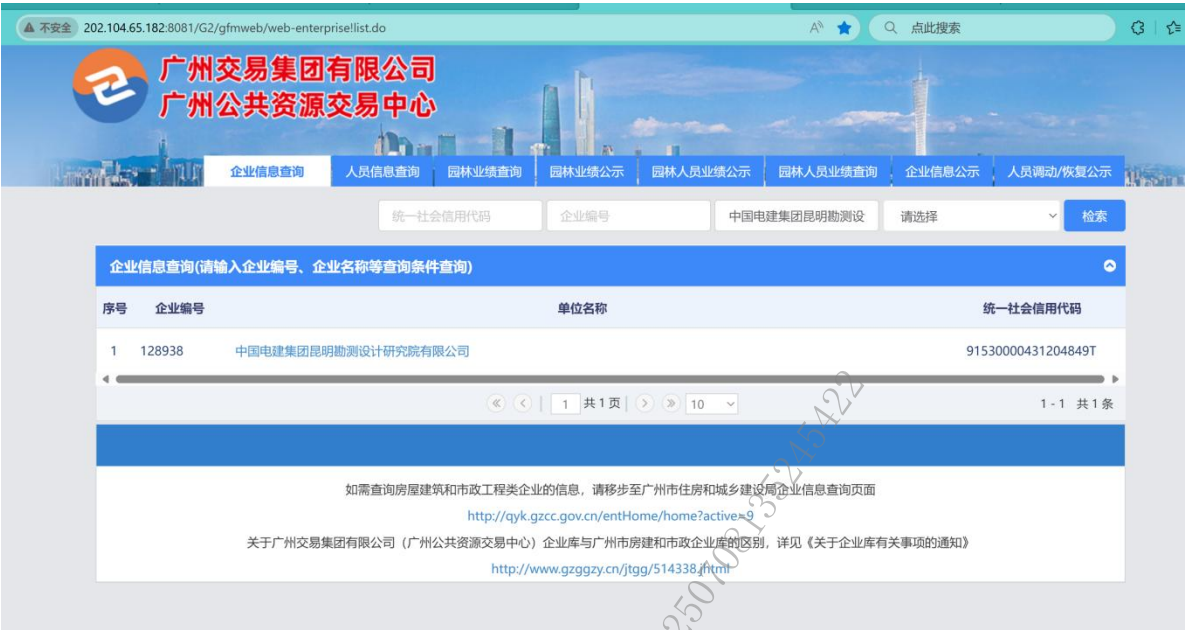 不安全 202.104.65.182:8081/G2/gfmweb/web-enterprise!list.do 点此搜索
广州交易集团有限公司
广州公共资源交易中心
企业信息查询 人员信息查询 园林业绩查询 园林业绩公示 园林人员业绩公示 园林人员业绩查询 企业信息公示 人员调动/恢复公示
统一社会信用代码 企业编号 中国电建集团昆明勘测设 请选择 检索
企业信息查询(请输入企业编号、企业名称等查询条件查询)
序号 企业编号 单位名称 统一社会信用代码
1 128938 中国电建集团昆明勘测设计研究院有限公司 91530000431204849T
1 共1页 10 1-1 共1条
如需查询房屋建筑和市政工程类企业的信息，请移步至广州市住房和城乡建设局企业信息查询页面
http://qyk.gzcc.gov.cn/entHome/home?active=9
关于广州交易集团有限公司（广州公共资源交易中心）企业库与广州市房建和市政企业库的区别，详见《关于企业库有关事项的通知》
http://www.gzggzy.cn/jtgg/514338.jhtml